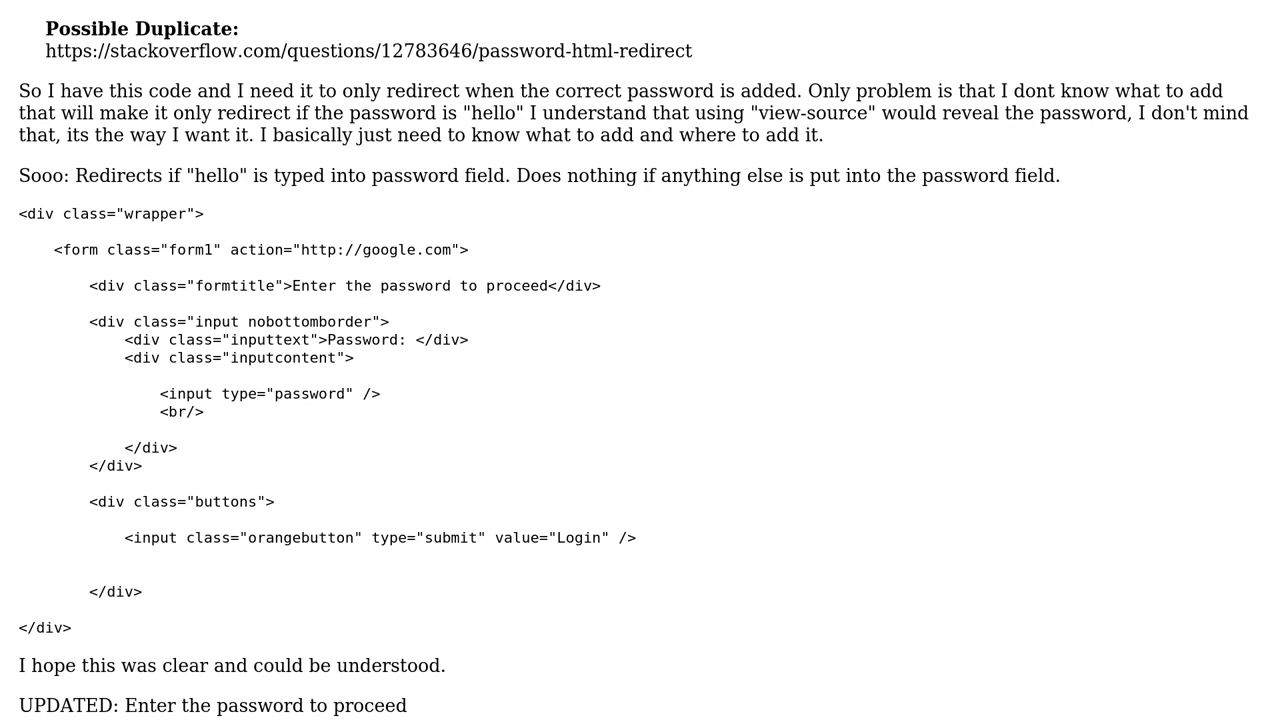 Possible Duplicate:
https://stackoverflow.com/questions/12783646/password-html-redirect
So I have this code and I need it to only redirect when the correct password is added. Only problem is that I dont know what to add
that will make it only redirect if the password is "hello" I understand that using "view-source" would reveal the password, I don't mind
that, its the way I want it. I basically just need to know what to add and where to add it.
Sooo: Redirects if "hello" is typed into password field. Does nothing if anything else is put into the password field.
<div class="wrapper">
<form class="form1" action="http://google.com">
<div class="formtitle">Enter the password to proceed</div>
<div class="input nobottomborder">
<div class="inputtext">Password: </div>
<div class="inputcontent">
<input type="password" />
<br/>
</div>
</div>
<div class="buttons">
<input class="orangebutton" type="submit" value="Login" />
</div>
</div>
I hope this was clear and could be understood.
UPDATED: Enter the password to proceed